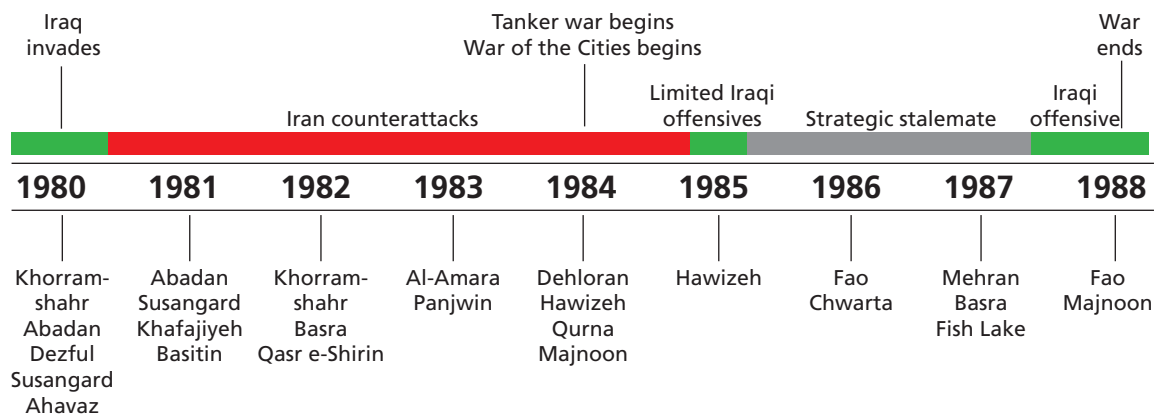 Iraq
invades
Tanker war begins
War of the Cities begins
War
ends
Iran counterattacks
Limited Iraqi
offensives
Strategic stalemate
Iraqi
offensive
1980 1981 1982 1983 1984 1985 1986 1987 1988
Khorram-
shahr
Abadan
Dezful
Susangard
Ahavaz
Abadan
Susangard
Khafajiyeh
Basitin
Khorram-
shahr
Basra
Qasr e-Shirin
Al-Amara
Panjwin
Dehloran
Hawizeh
Qurna
Majnoon
Hawizeh
Fao
Chwarta
Mehran
Basra
Fish Lake
Fao
Majnoon